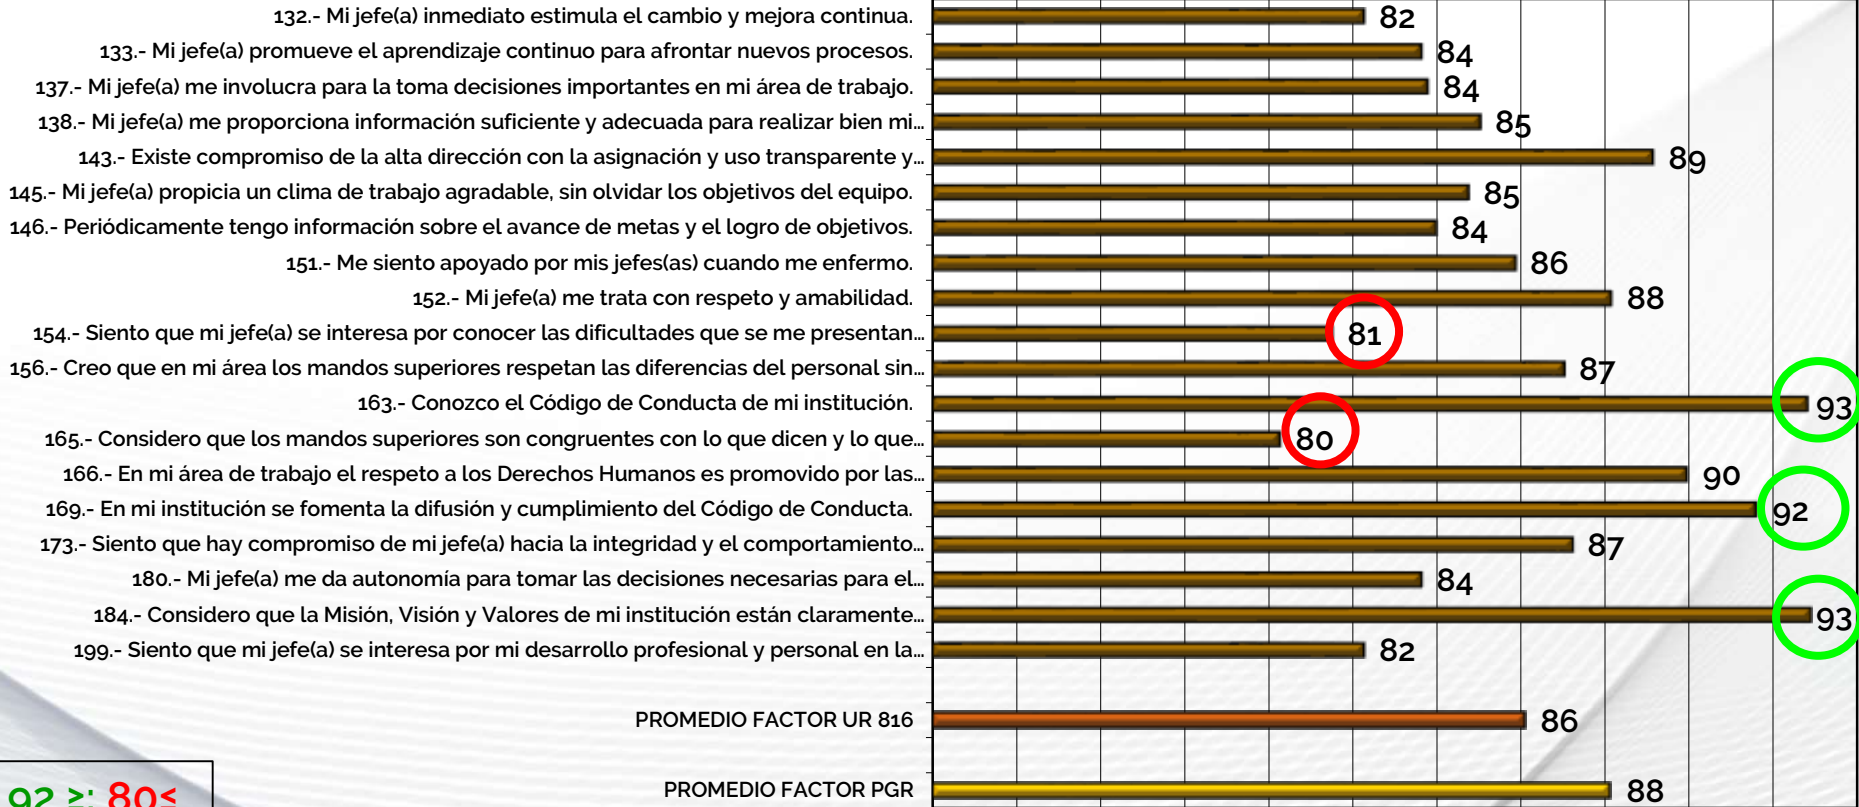 132.- Mi jefe(a) inmediato estimula el cambio y mejora continua. 82
133.- Mi jefe(a) promueve el aprendizaje continuo para afrontar nuevos procesos. 84
137.- Mi jefe(a) me involucra para la toma decisiones importantes en mi área de trabajo. 84
138.- Mi jefe(a) me proporciona información suficiente y adecuada para realizar bien mi... 85
143.- Existe compromiso de la alta dirección con la asignación y uso transparente y... 89
145.- Mi jefe(a) propicia un clima de trabajo agradable, sin olvidar los objetivos del equipo. 85
146.- Periódicamente tengo información sobre el avance de metas y el logro de objetivos. 84
151.- Me siento apoyado por mis jefes(as) cuando me enfermo. 86
152.- Mi jefe(a) me trata con respeto y amabilidad. 88
154.- Siento que mi jefe(a) se interesa por conocer las dificultades que se me presentan... 81
156.- Creo que en mi área los mandos superiores respetan las diferencias del personal sin... 87
163.- Conozco el Código de Conducta de mi institución. 93
165.- Considero que los mandos superiores son congruentes con lo que dicen y lo que... 80
166.- En mi área de trabajo el respeto a los Derechos Humanos es promovido por las... 90
169.- En mi institución se fomenta la difusión y cumplimiento del Código de Conducta. 92
173.- Siento que hay compromiso de mi jefe(a) hacia la integridad y el comportamiento... 87
180.- Mi jefe(a) me da autonomía para tomar las decisiones necesarias para el... 84
184.- Considero que la Misión, Visión y Valores de mi institución están claramente... 93
199.- Siento que mi jefe(a) se interesa por mi desarrollo profesional y personal en la... 82
PROMEDIO FACTOR UR 816 86
PROMEDIO FACTOR PGR 88
92 ≥; 80≤